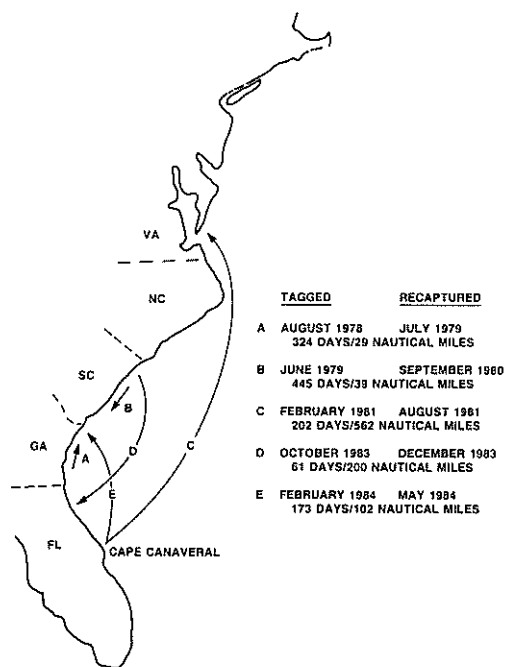 VA
NC
SC
GA
FL
A
B
C
D
E
CAPE CANAVERAL
TAGGED RECAPTURED
A AUGUST 1978 JULY 1979
324 DAYS/29 NAUTICAL MILES
B JUNE 1979 SEPTEMBER 1980
445 DAYS/39 NAUTICAL MILES
C FEBRUARY 1981 AUGUST 1981
202 DAYS/562 NAUTICAL MILES
D OCTOBER 1983 DECEMBER 1983
61 DAYS/200 NAUTICAL MILES
E FEBRUARY 1984 MAY 1984
173 DAYS/102 NAUTICAL MILES